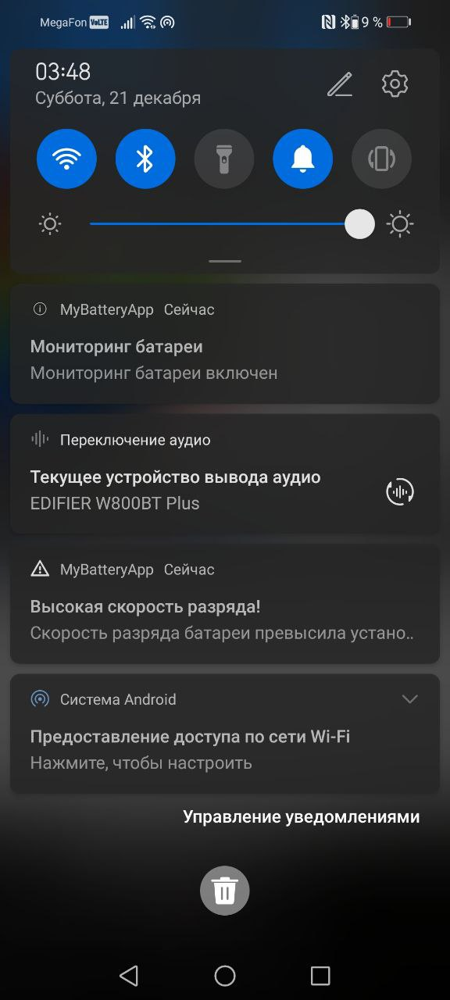 MegaFon VoLTE 9 %
03:48
Суббота, 21 декабря
MyBatteryApp Сейчас
Мониторинг батареи
Мониторинг батареи включен
Переключение аудио
Текущее устройство вывода аудио
EDIFIER W800BT Plus
MyBatteryApp Сейчас
Высокая скорость разряда!
Скорость разряда батареи превысила устано..
Система Android
Предоставление доступа по сети Wi-Fi
Нажмите, чтобы настроить
Управление уведомлениями